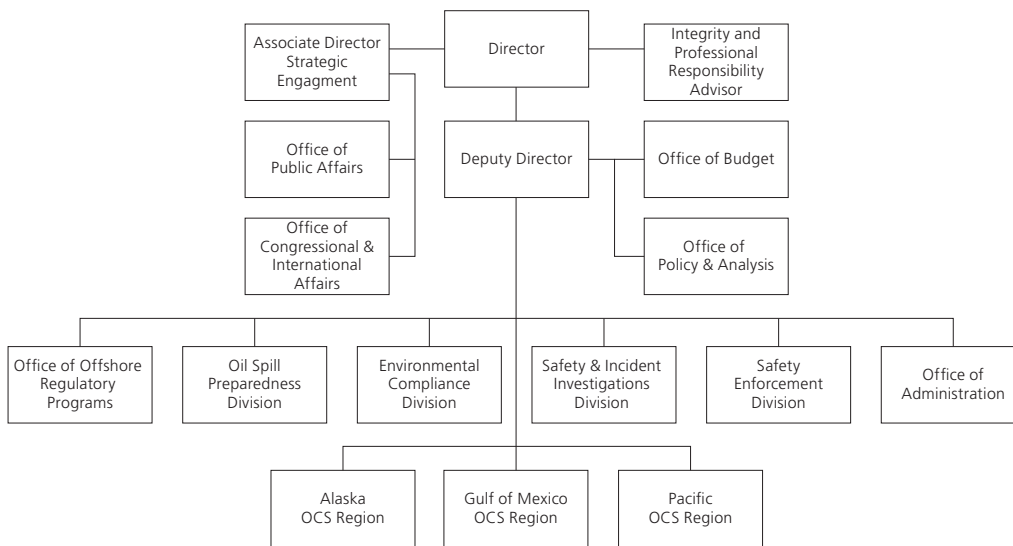 Associate Director
Strategic
Engagment
Director
Integrity and
Professional
Responsibility
Advisor
Office of
Public Affairs
Deputy Director
Office of Budget
Office of
Congressional &
International
Affairs
Office of
Policy & Analysis
Office of Offshore
Regulatory
Programs
Oil Spill
Preparedness
Division
Environmental
Compliance
Division
Safety & Incident
Investigations
Division
Safety
Enforcement
Division
Office of
Administration
Alaska
OCS Region
Gulf of Mexico
OCS Region
Pacific
OCS Region